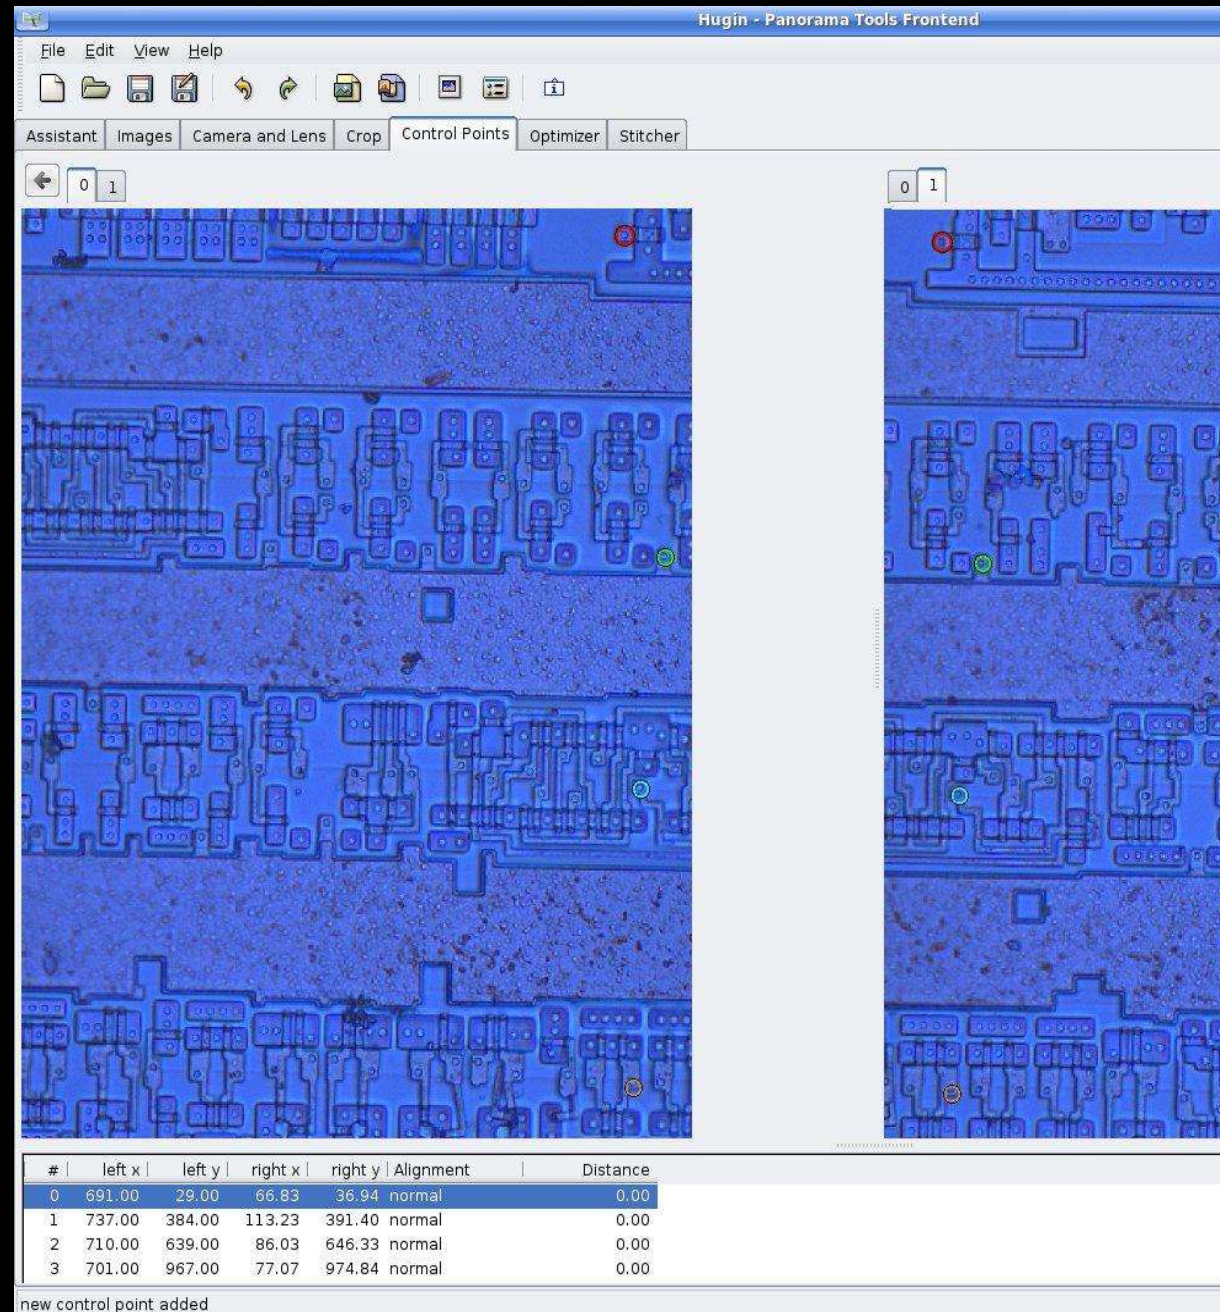 Hugin - Panorama Tools Frontend
File Edit View Help
Assistant Images Camera and Lens Crop Control Points Optimizer Stitcher
0 1
0 1
# left x left y right x right y Alignment Distance
0 691.00 29.00 66.83 36.94 normal 0.00
1 737.00 384.00 113.23 391.40 normal 0.00
2 710.00 639.00 86.03 646.33 normal 0.00
3 701.00 967.00 77.07 974.84 normal 0.00
new control point added